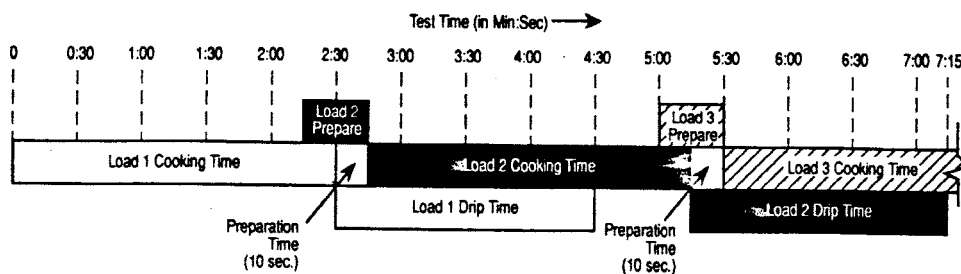 Test Time (in Min:Sec)
0 0:30 1:00 1:30 2:00 2:30 3:00 3:30 4:00 4:30 5:00 5:30 6:00 6:30 7:00 7:15
Load 2
Prepare
Load 3
Prepare
Load 1 Cooking Time
Load 2 Cooking Time
Load 3 Cooking Time
Load 1 Drip Time
Load 2 Drip Time
Preparation
Time
(10 sec.)
Preparation
Time
(10 sec.)